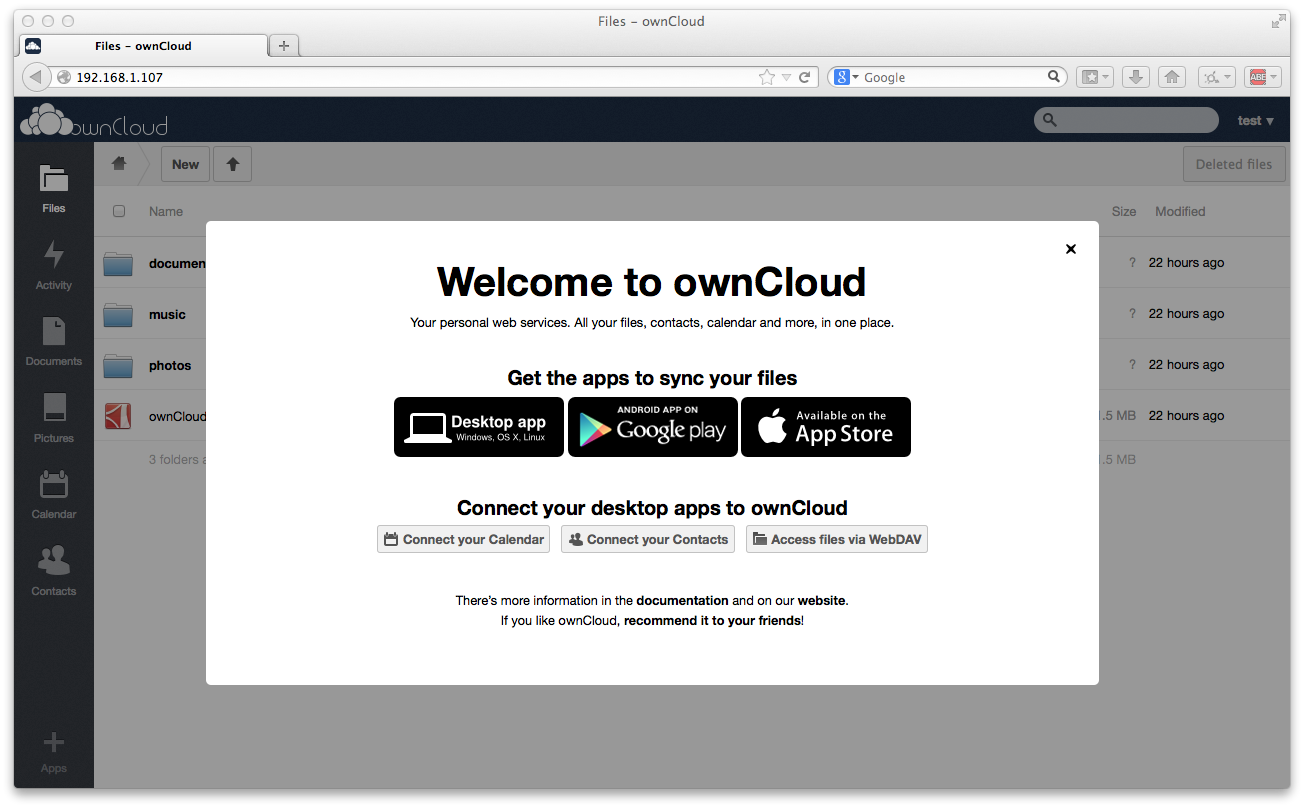 Files – ownCloud
Files – ownCloud
192.168.1.107
Google
ABE
ownCloud
test
New
Deleted files
Files
Name
Size
Modified
Activity
documen
?
22 hours ago
music
?
22 hours ago
Documents
photos
?
22 hours ago
ownCloud
.5 MB
22 hours ago
Pictures
3 folders a
.5 MB
Calendar
Contacts
Apps
Welcome to ownCloud
Your personal web services. All your files, contacts, calendar and more, in one place.
Get the apps to sync your files
Desktop app
Windows, OS X, Linux
ANDROID APP ON
Google play
Available on the
App Store
Connect your desktop apps to ownCloud
Connect your Calendar
Connect your Contacts
Access files via WebDAV
There's more information in the documentation and on our website.
If you like ownCloud, recommend it to your friends!